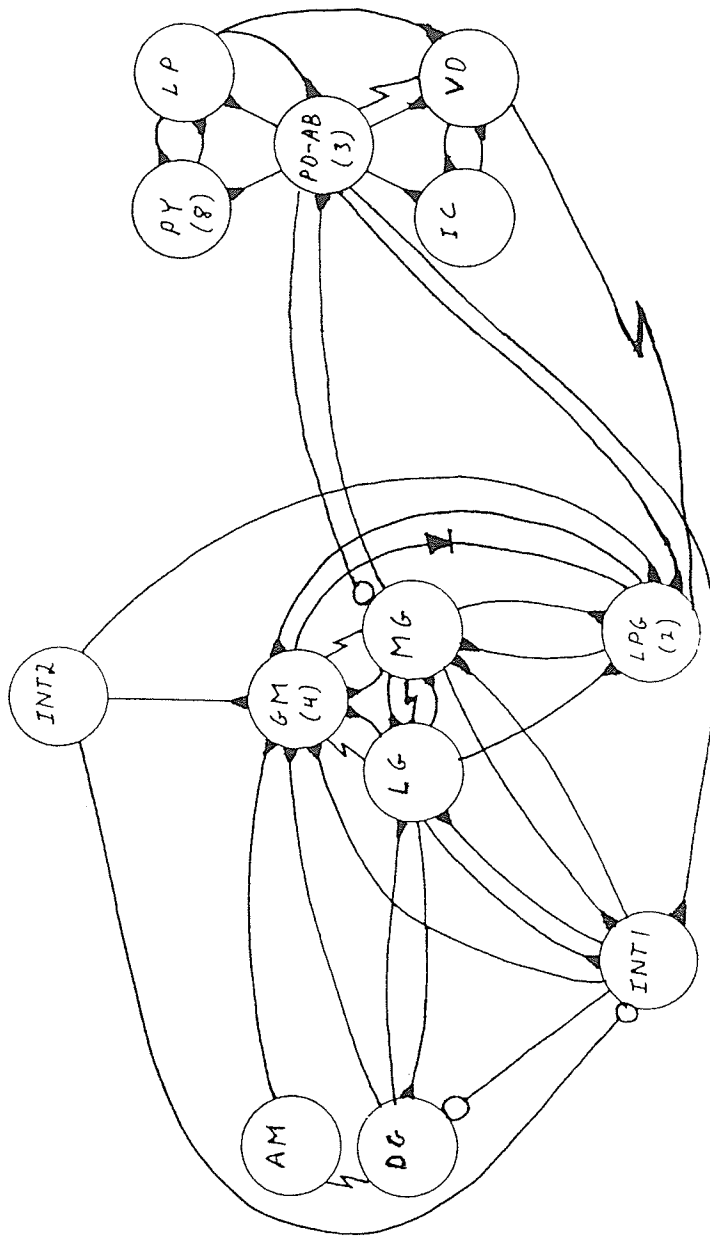 INT2
PY
(8)
LP
AM
GM
(4)
PD-AB
(3)
DG
LG
MG
IC
VD
INT1
LPG
(2)